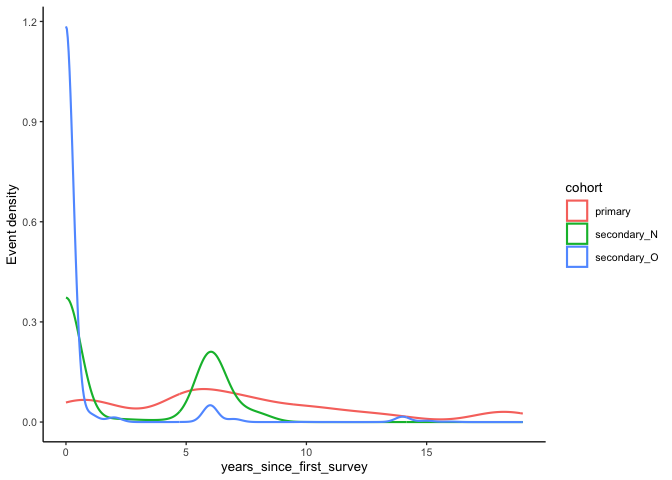 1.2
0.9
0.6
0.3
0.0
Event density
0 5 10 15
years_since_first_survey
cohort
primary
secondary_N
secondary_O